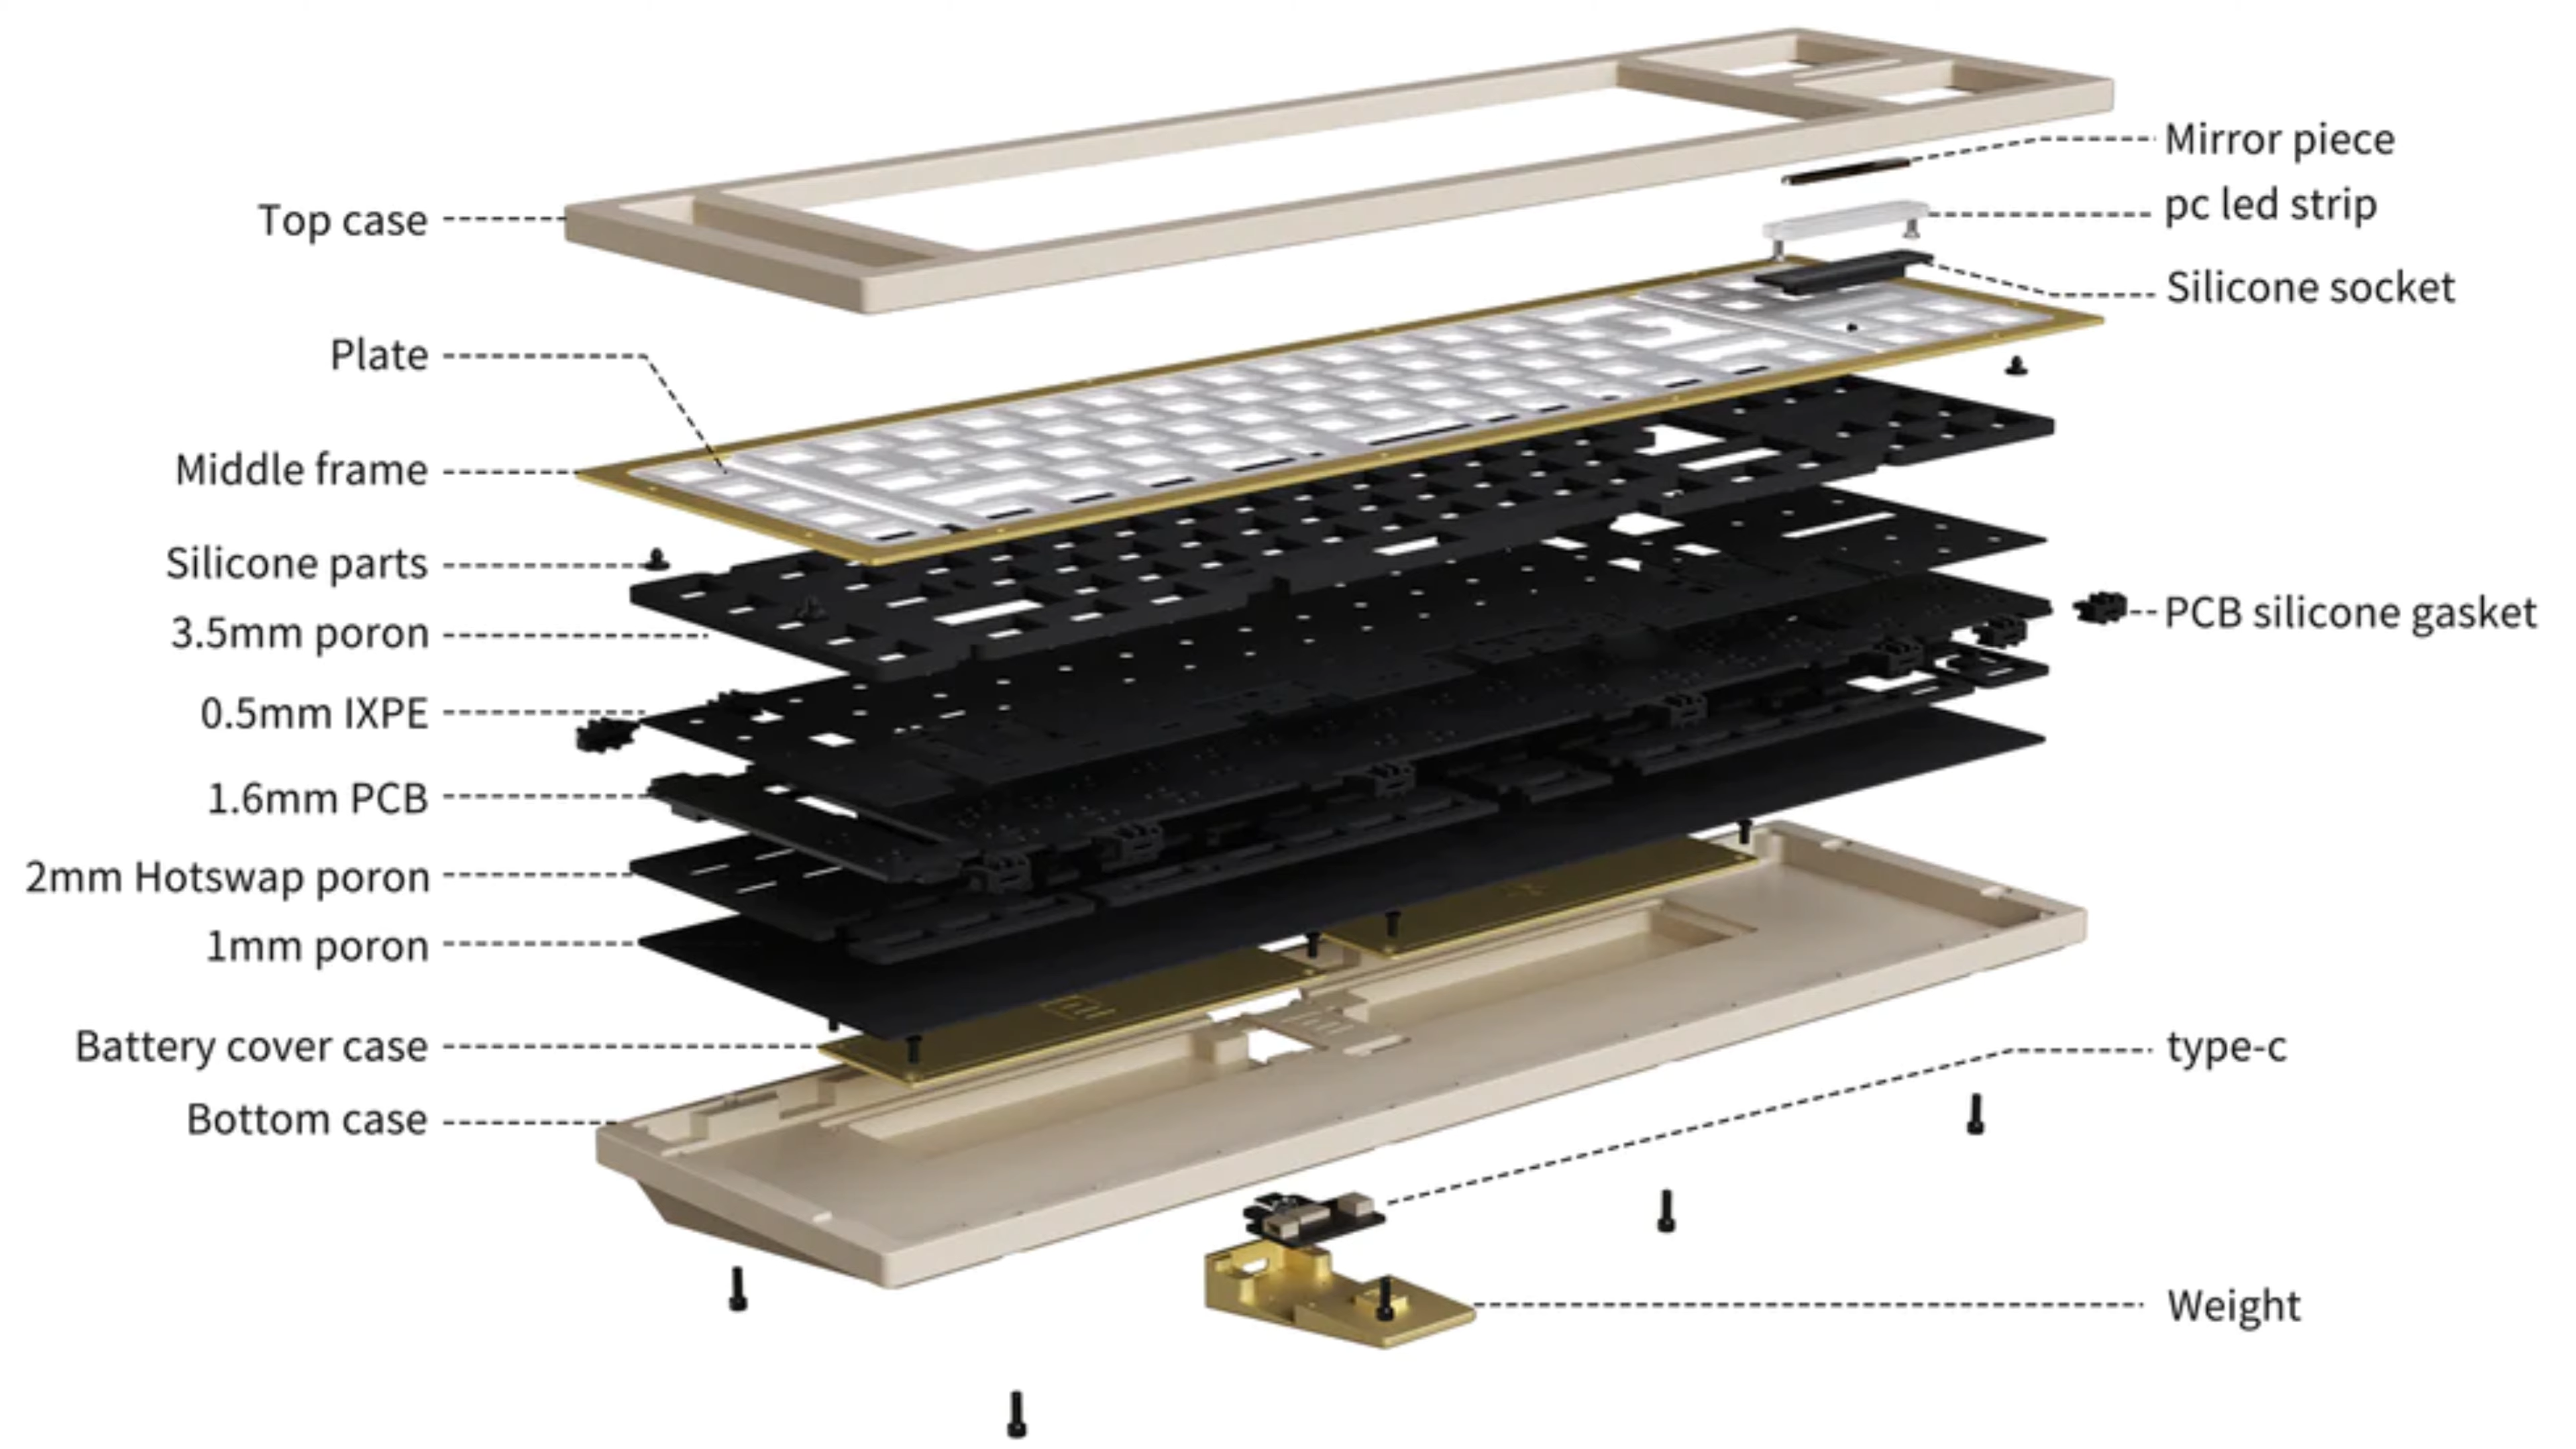 Top case
Plate
Middle frame
Silicone parts
3.5mm poron
0.5mm IXPE
1.6mm PCB
2mm Hotswap poron
1mm poron
Battery cover case
Bottom case
Mirror piece
pc led strip
Silicone socket
PCB silicone gasket
type-c
Weight